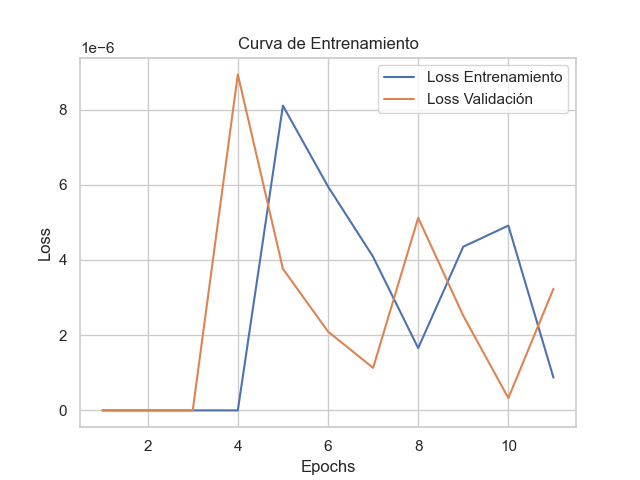 Curva de Entrenamiento
1e−6
Loss Entrenamiento
Loss Validación
8
6
4
2
0
Loss
2
4
6
8
10
Epochs